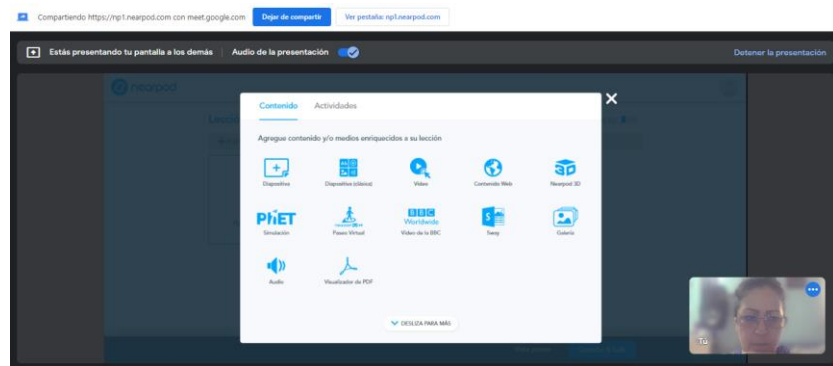 Compartiendo https://np1.nearpod.com con meet.google.com Dejar de compartir Ver pestaña: np1.nearpod.com
Estás presentando tu pantalla a los demás Audio de la presentación Detener la presentación
nearpod
Contenido Actividades
Agregue contenido y/o medios enriquecidos a su lección
Diapositiva Diapositiva (clásica) Video Contenido Web Nearpod 3D
3D
PhET
BBC
Worldwide
Simulación Paseo Virtual Video de la BBC Sway Galería
Audio Visualizador de PDF
DESLIZA PARA MÁS
Tú